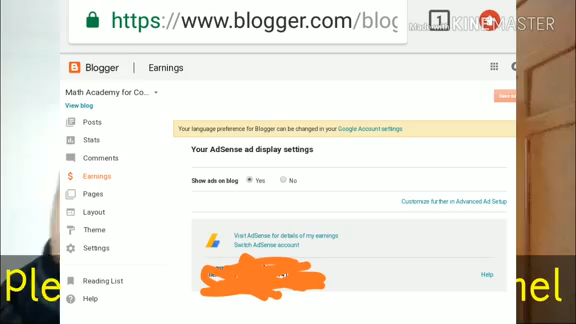 https://www.blogger.com/blog
1
Made with KINEMASTER
Blogger | Earnings
Math Academy for Co...
View blog
Posts
Stats
Comments
Earnings
Pages
Layout
Theme
Settings
Reading List
Help
Your language preference for Blogger can be changed in your Google Account settings
Your AdSense ad display settings
Show ads on blog Yes No
Customize further in Advanced Ad Setup
Visit AdSense for details of my earnings
Switch AdSense account
Help
ple
nel